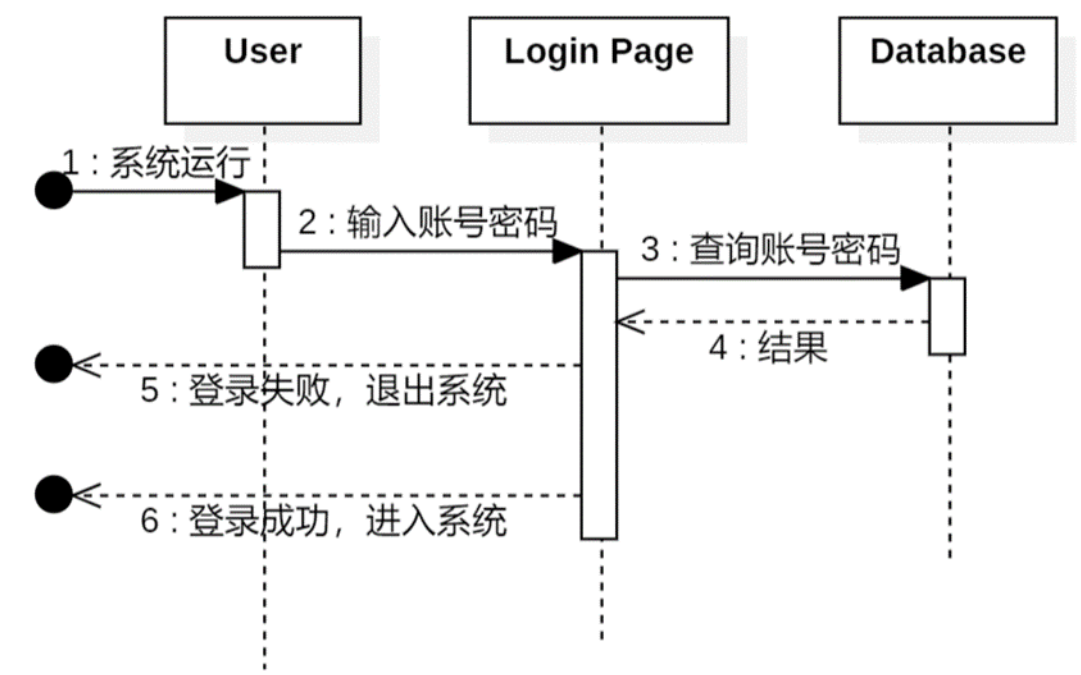 User
Login Page
Database
1 : 系统运行
2 : 输入账号密码
3 : 查询账号密码
4 : 结果
5 : 登录失败，退出系统
6 : 登录成功，进入系统